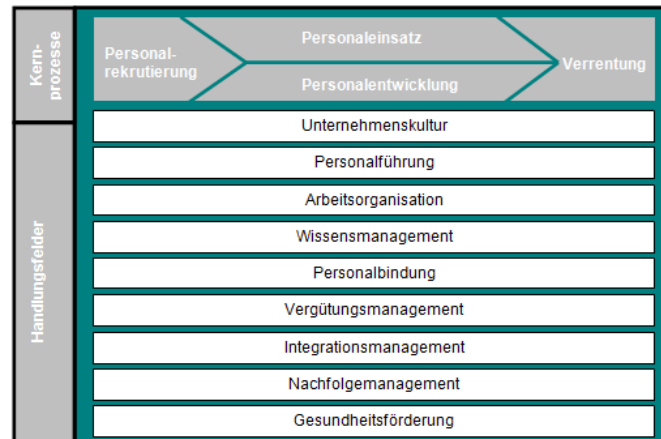 Kern-
prozesse
Personal-
rekrutierung
Personaleinsatz
Personalentwicklung
Verrentung
Handlungsfelder
Unternehmenskultur
Personalführung
Arbeitsorganisation
Wissensmanagement
Personalbindung
Vergütungsmanagement
Integrationsmanagement
Nachfolgemanagement
Gesundheitsförderung